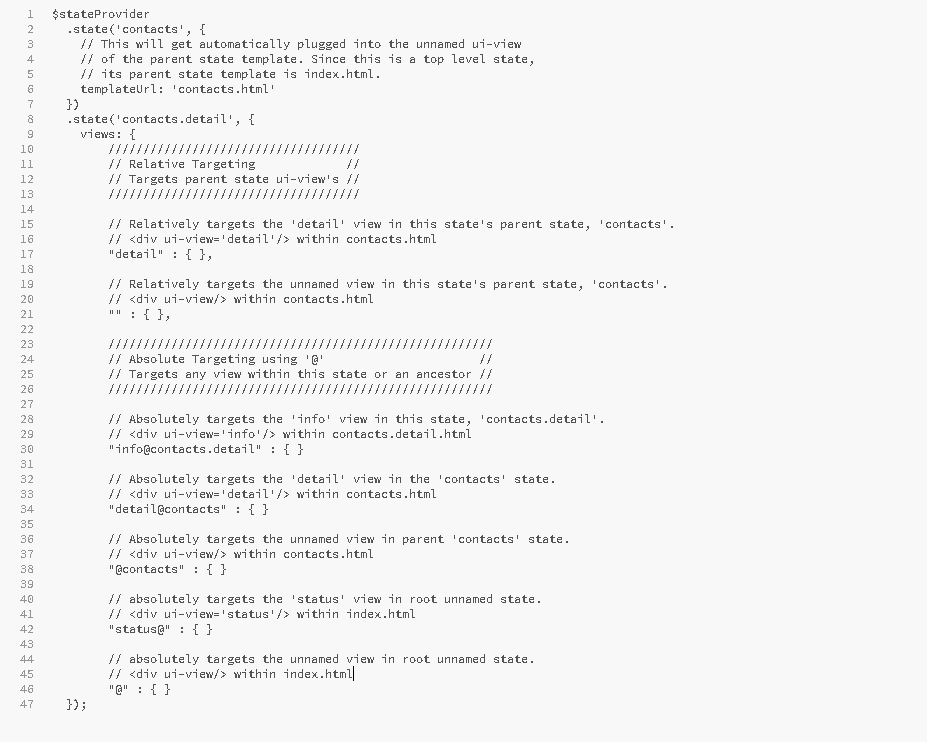 1 $stateProvider
2   .state('contacts', {
3     // This will get automatically plugged into the unnamed ui-view
4     // of the parent state template. Since this is a top level state,
5     // its parent state template is index.html.
6     templateUrl: 'contacts.html'
7   })
8   .state('contacts.detail', {
9     views: {
10         ////////////////////////////////////
11         // Relative Targeting             //
12         // Targets parent state ui-view's //
13         ////////////////////////////////////
14
15         // Relatively targets the 'detail' view in this state's parent state, 'contacts'.
16         // <div ui-view='detail'/> within contacts.html
17         "detail" : { },
18
19         // Relatively targets the unnamed view in this state's parent state, 'contacts'.
20         // <div ui-view/> within contacts.html
21         "" : { },
22
23         ///////////////////////////////////////////////////////
24         // Absolute Targeting using '@'                      //
25         // Targets any view within this state or an ancestor //
26         ///////////////////////////////////////////////////////
27
28         // Absolutely targets the 'info' view in this state, 'contacts.detail'.
29         // <div ui-view='info'/> within contacts.detail.html
30         "info@contacts.detail" : { }
31
32         // Absolutely targets the 'detail' view in the 'contacts' state.
33         // <div ui-view='detail'/> within contacts.html
34         "detail@contacts" : { }
35
36         // Absolutely targets the unnamed view in parent 'contacts' state.
37         // <div ui-view/> within contacts.html
38         "@contacts" : { }
39
40         // absolutely targets the 'status' view in root unnamed state.
41         // <div ui-view='status'/> within index.html
42         "status@" : { }
43
44         // absolutely targets the unnamed view in root unnamed state.
45         // <div ui-view/> within index.html
46         "@" : { }
47   });